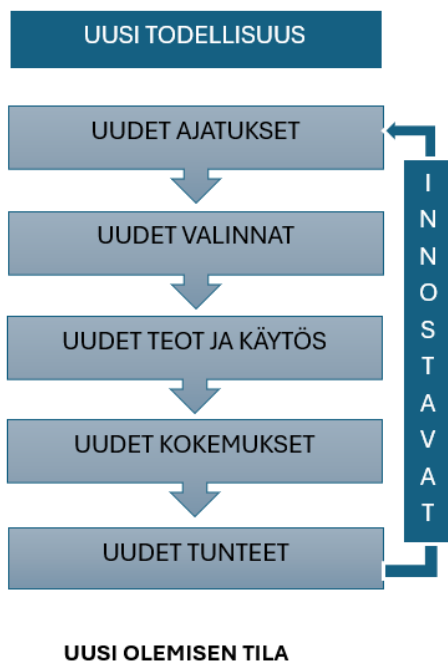 UUSI TODELLISUUS
UUDET AJATUKSET
UUDET VALINNAT
UUDET TEOT JA KÄYTÖS
UUDET KOKEMUKSET
UUDET TUNTEET
INNOSTAVAT
UUSI OLEMISEN TILA